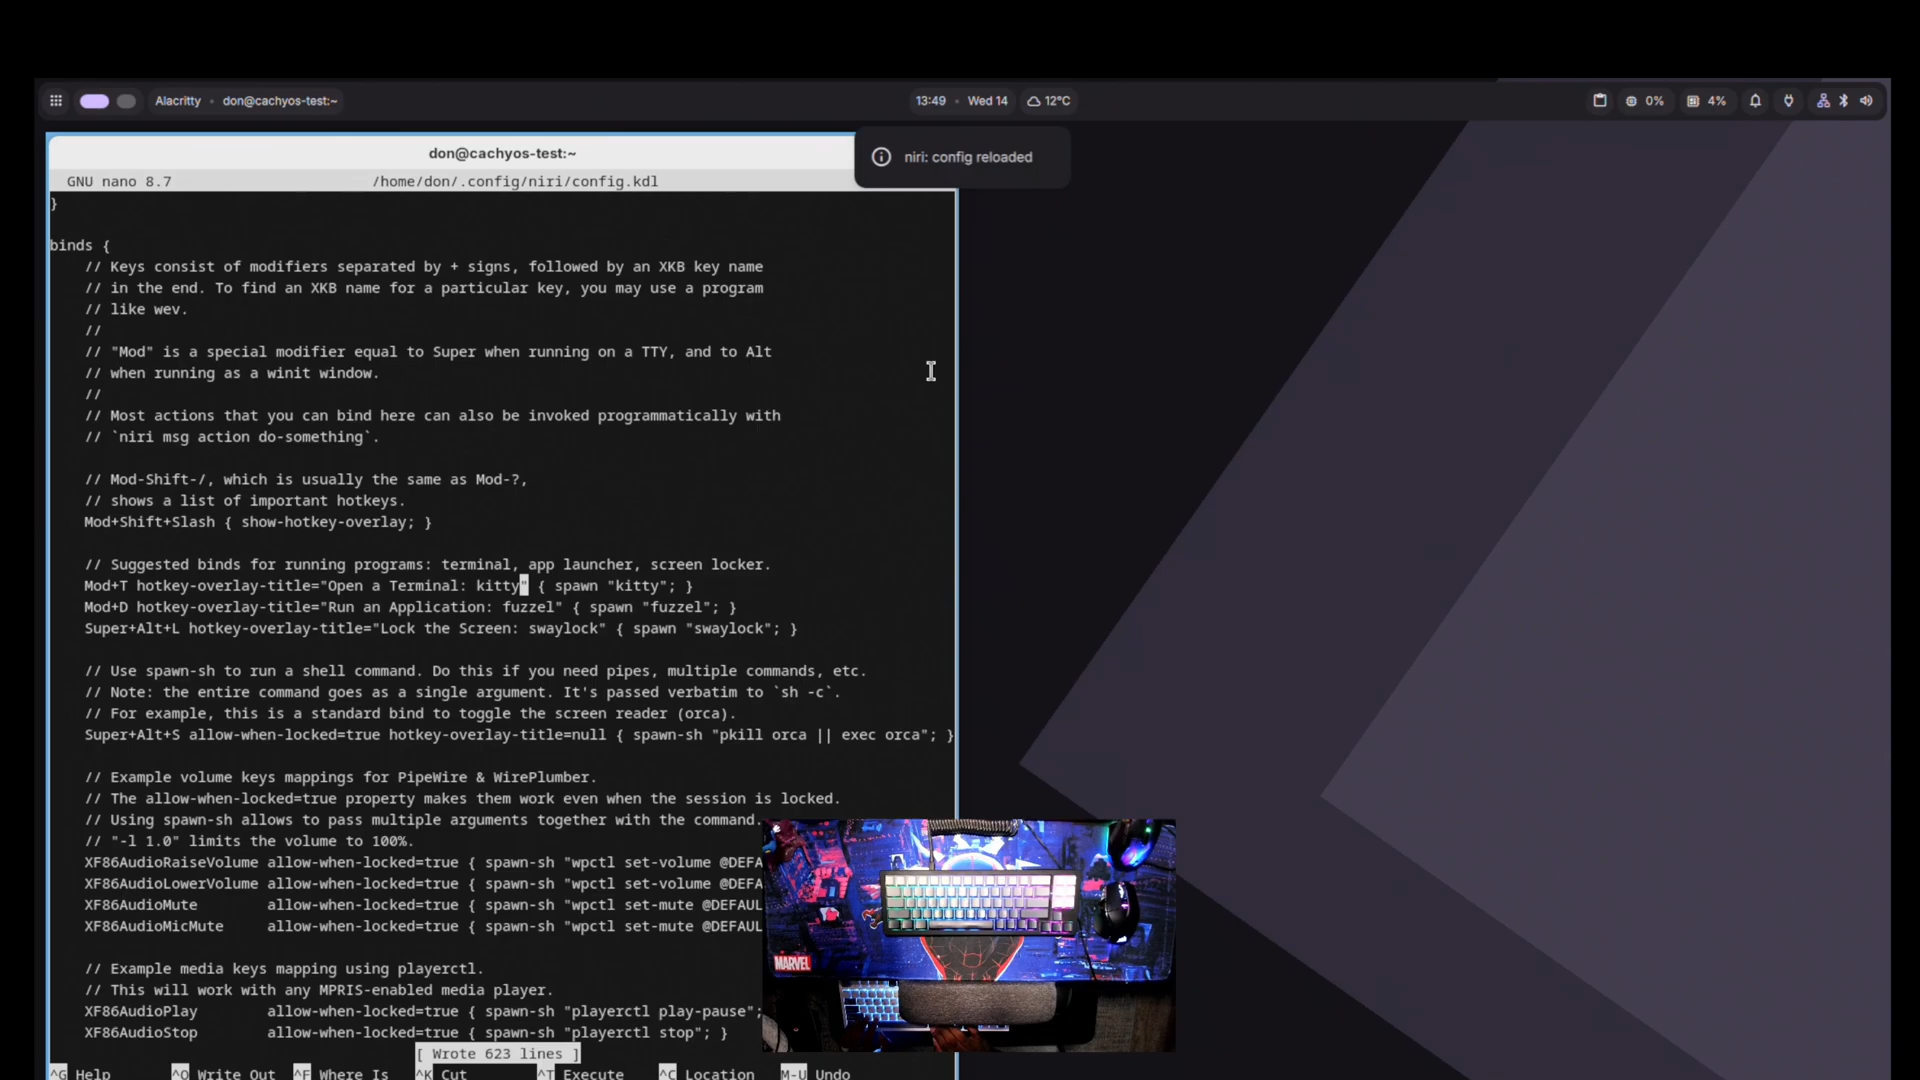 Alacritty • don@cachyos-test:~ 13:49 • Wed 14 12°C 0% 4%
niri: config reloaded
don@cachyos-test:~
GNU nano 8.7 /home/don/.config/niri/config.kdl
}
binds {
// Keys consist of modifiers separated by + signs, followed by an XKB key name
// in the end. To find an XKB name for a particular key, you may use a program
// like wev.
//
// "Mod" is a special modifier equal to Super when running on a TTY, and to Alt
// when running as a winit window.
//
// Most actions that you can bind here can also be invoked programmatically with
// `niri msg action do-something`.
// Mod-Shift-/, which is usually the same as Mod-?,
// shows a list of important hotkeys.
Mod+Shift+Slash { show-hotkey-overlay; }
// Suggested binds for running programs: terminal, app launcher, screen locker.
Mod+T hotkey-overlay-title="Open a Terminal: kitty" { spawn "kitty"; }
Mod+D hotkey-overlay-title="Run an Application: fuzzel" { spawn "fuzzel"; }
Super+Alt+L hotkey-overlay-title="Lock the Screen: swaylock" { spawn "swaylock"; }
// Use spawn-sh to run a shell command. Do this if you need pipes, multiple commands, etc.
// Note: the entire command goes as a single argument. It's passed verbatim to `sh -c`.
// For example, this is a standard bind to toggle the screen reader (orca).
Super+Alt+S allow-when-locked=true hotkey-overlay-title=null { spawn-sh "pkill orca || exec orca"; }
// Example volume keys mappings for PipeWire & WirePlumber.
// The allow-when-locked=true property makes them work even when the session is locked.
// Using spawn-sh allows to pass multiple arguments together with the command.
// "-l 1.0" limits the volume to 100%.
XF86AudioRaiseVolume allow-when-locked=true { spawn-sh "wpctl set-volume @DEFA
XF86AudioLowerVolume allow-when-locked=true { spawn-sh "wpctl set-volume @DEFA
XF86AudioMute allow-when-locked=true { spawn-sh "wpctl set-mute @DEFAUL
XF86AudioMicMute allow-when-locked=true { spawn-sh "wpctl set-mute @DEFAUL
// Example media keys mapping using playerctl.
// This will work with any MPRIS-enabled media player.
XF86AudioPlay allow-when-locked=true { spawn-sh "playerctl play-pause";
XF86AudioStop allow-when-locked=true { spawn-sh "playerctl stop"; }
[ Wrote 623 lines ]
^G Help ^O Write Out ^F Where Is ^K Cut ^T Execute ^C Location M-U Undo
MARVEL